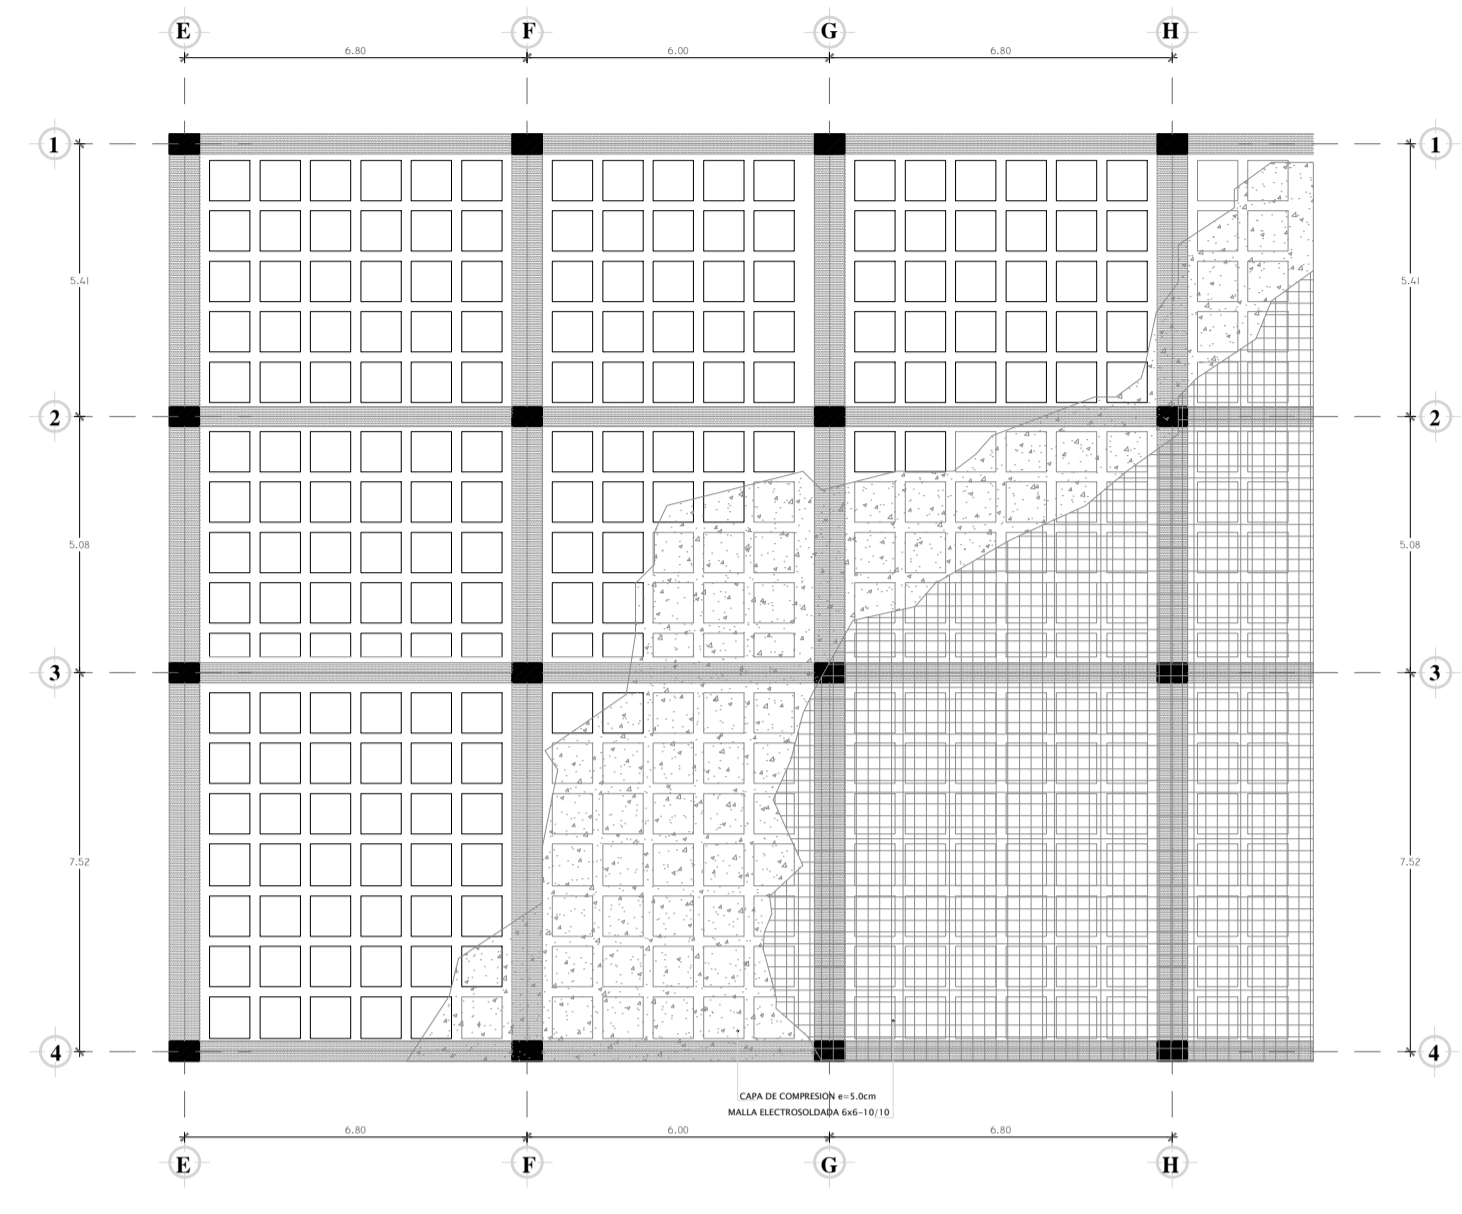 E F G H
6.80 6.00 6.80
1 1
5.41 5.41
2 2
5.08 5.08
3 3
7.52 7.52
4 4
CAPA DE COMPRESION e=5.0cm
MALLA ELECTROSOLDADA 6x6-10/10
6.80 6.00 6.80
E F G H